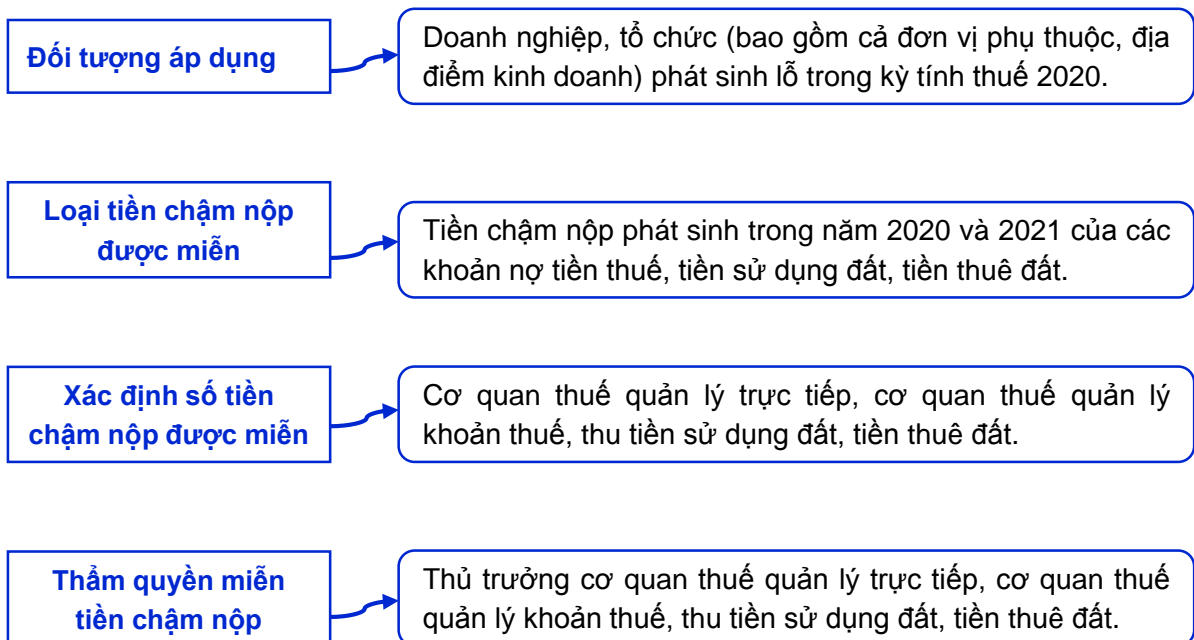 Đối tượng áp dụng
Doanh nghiệp, tổ chức (bao gồm cả đơn vị phụ thuộc, địa
điểm kinh doanh) phát sinh lỗ trong kỳ tính thuế 2020.
Loại tiền chậm nộp
được miễn
Tiền chậm nộp phát sinh trong năm 2020 và 2021 của các
khoản nợ tiền thuế, tiền sử dụng đất, tiền thuê đất.
Xác định số tiền
chậm nộp được miễn
Cơ quan thuế quản lý trực tiếp, cơ quan thuế quản lý
khoản thuế, thu tiền sử dụng đất, tiền thuê đất.
Thẩm quyền miễn
tiền chậm nộp
Thủ trưởng cơ quan thuế quản lý trực tiếp, cơ quan thuế
quản lý khoản thuế, thu tiền sử dụng đất, tiền thuê đất.